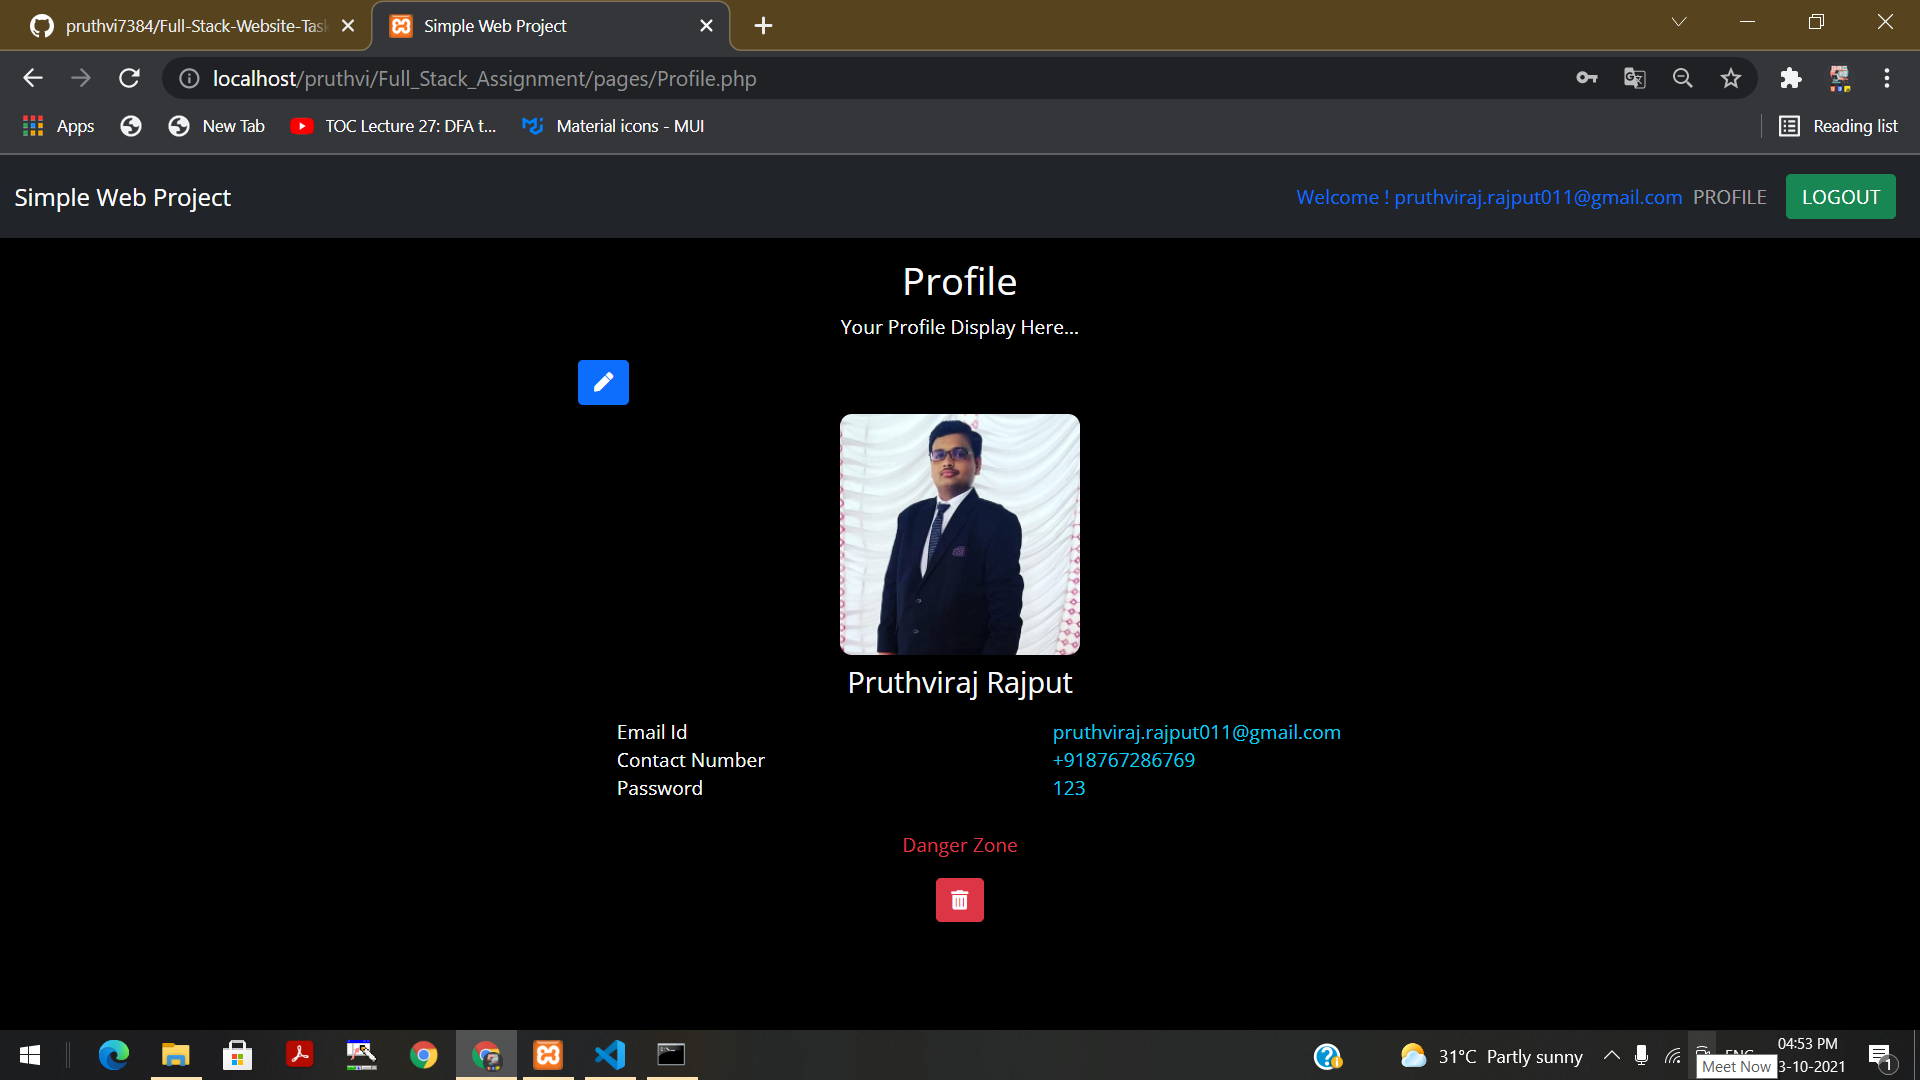 pruthvi7384/Full-Stack-Website-Tas
Simple Web Project
localhost/pruthvi/Full_Stack_Assignment/pages/Profile.php
Apps
New Tab
TOC Lecture 27: DFA t...
Material icons - MUI
Reading list
Simple Web Project
Welcome ! pruthviraj.rajput011@gmail.com PROFILE LOGOUT
Profile
Your Profile Display Here...
Pruthviraj Rajput
Email Id pruthviraj.rajput011@gmail.com
Contact Number +918767286769
Password 123
Danger Zone
31°C Partly sunny
04:53 PM
3-10-2021
1
Meet Now